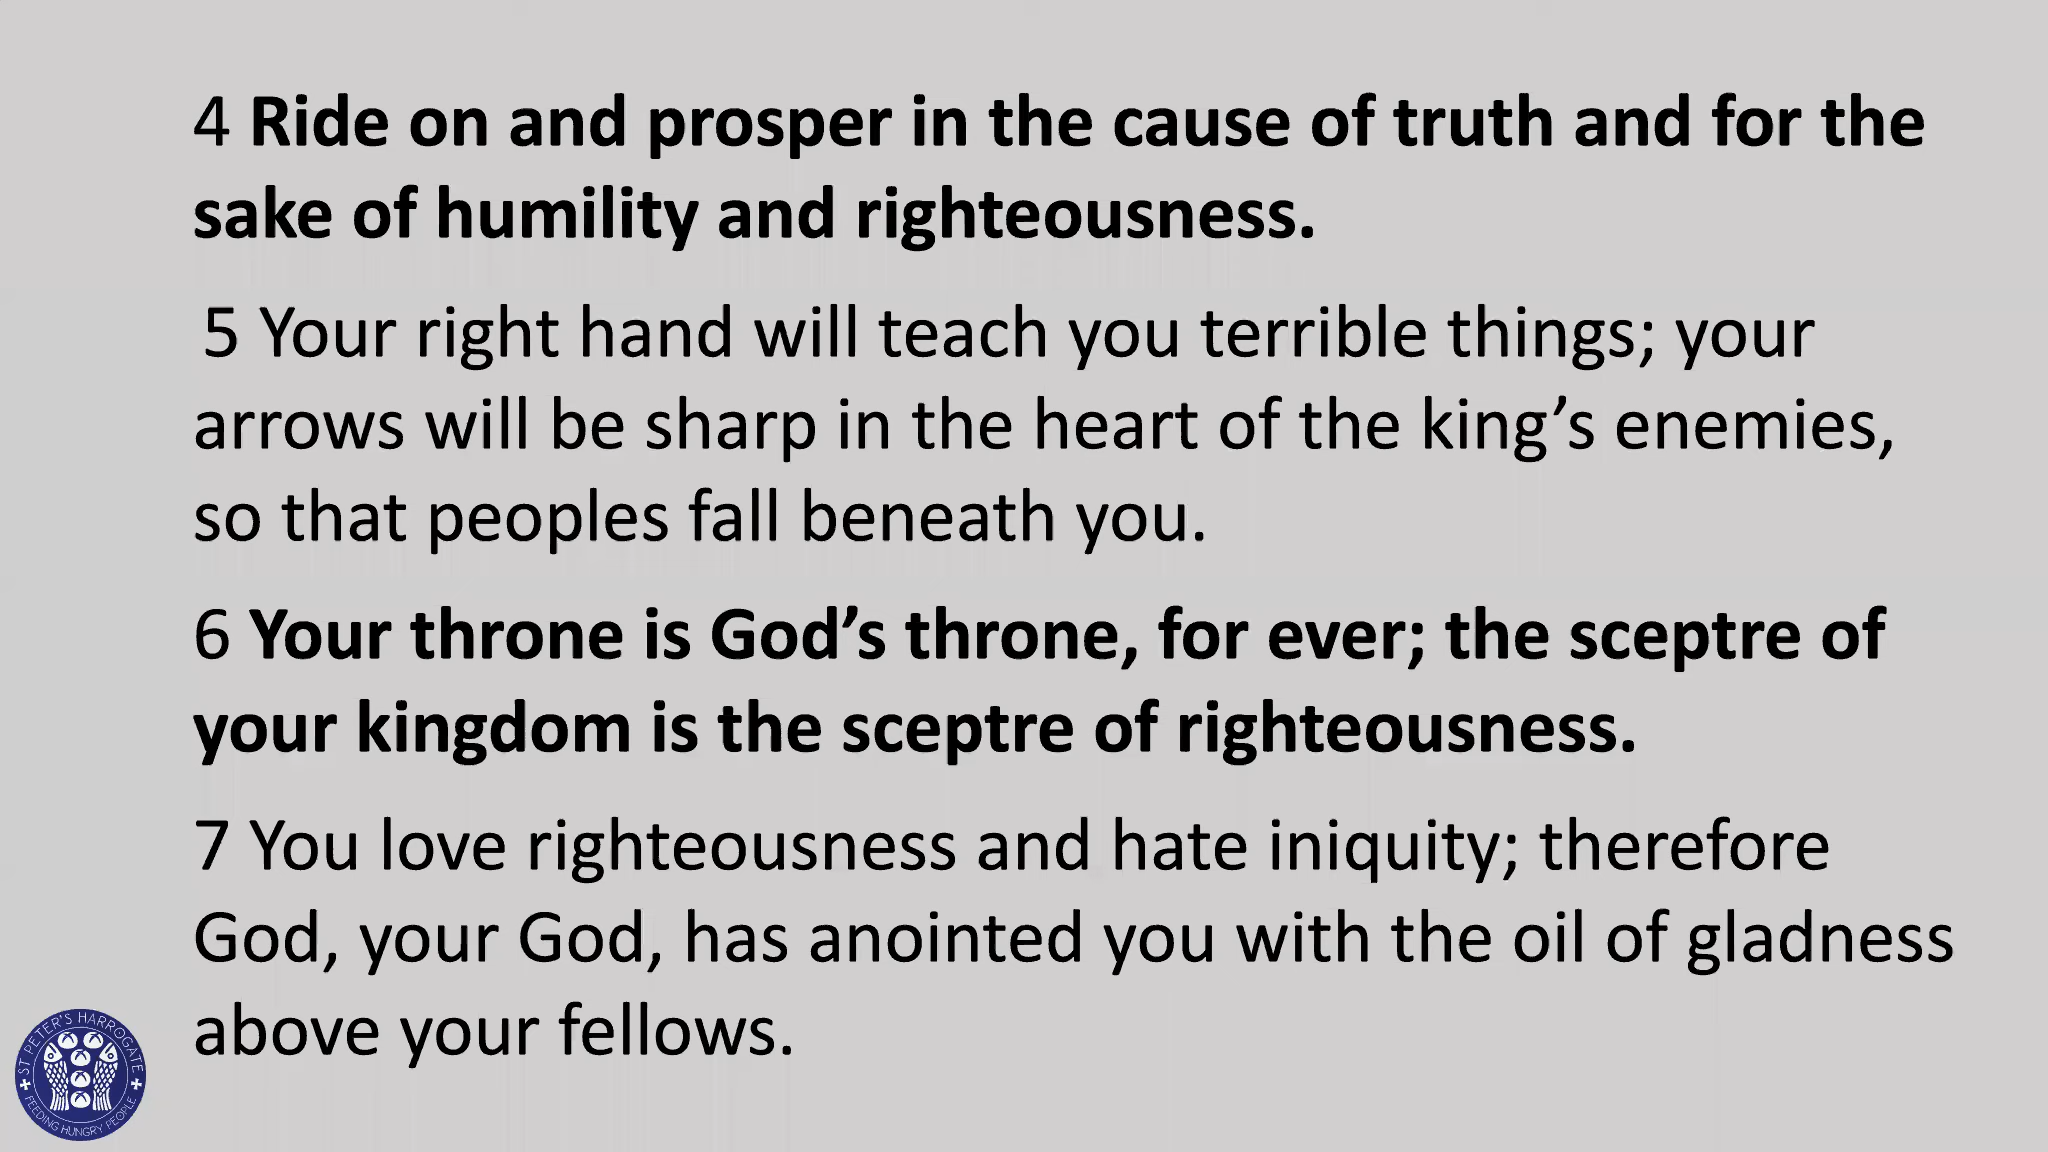 4 Ride on and prosper in the cause of truth and for the
sake of humility and righteousness.
5 Your right hand will teach you terrible things; your
arrows will be sharp in the heart of the king’s enemies,
so that peoples fall beneath you.
6 Your throne is God’s throne, for ever; the sceptre of
your kingdom is the sceptre of righteousness.
7 You love righteousness and hate iniquity; therefore
God, your God, has anointed you with the oil of gladness
above your fellows.
ST PETER'S HARROGATE
FEEDING HUNGRY PEOPLE